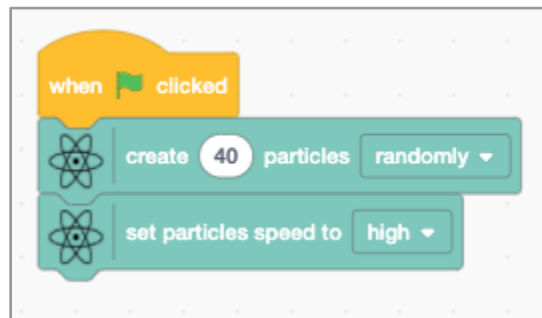 when clicked
create 40 particles randomly
set particles speed to high